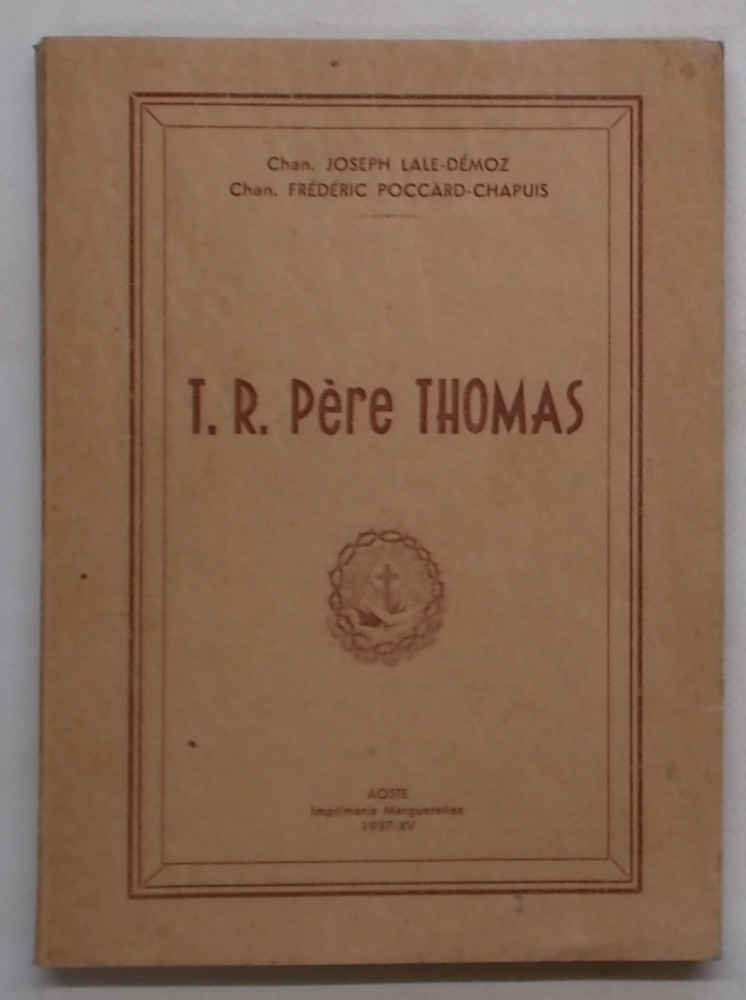 Chan. JOSEPH LALE-DÉMOZ
Chan. FRÉDÉRIC POCCARD-CHAPUIS
T. R. Père THOMAS
AOSTE
Imprimerie Marguerettaz
1937-XV